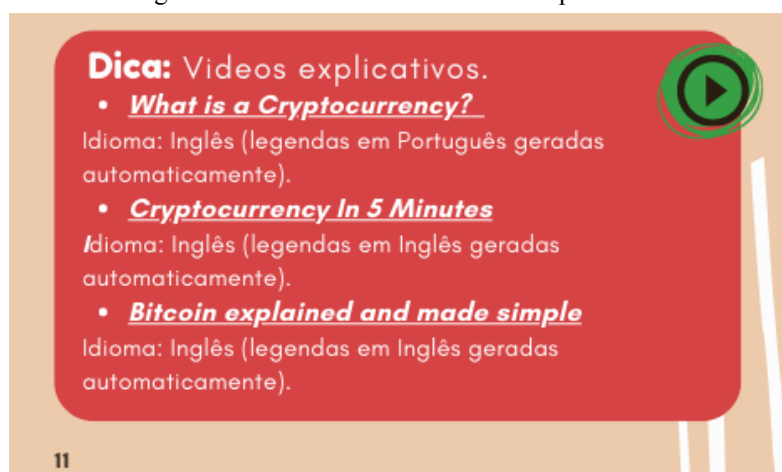 Dica: Videos explicativos.
• What is a Cryptocurrency?
Idioma: Inglês (legendas em Português geradas
automaticamente).
• Cryptocurrency In 5 Minutes
Idioma: Inglês (legendas em Inglês geradas
automaticamente).
• Bitcoin explained and made simple
Idioma: Inglês (legendas em Inglês geradas
automaticamente).
11